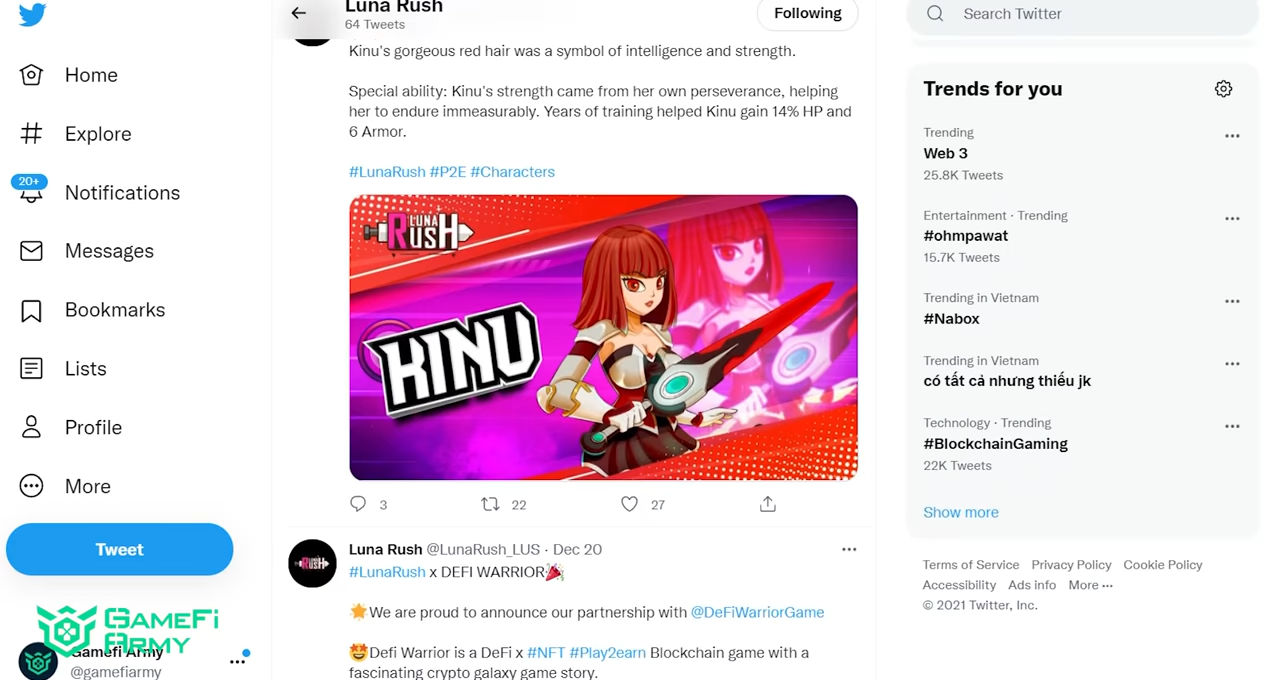 Home
Explore
20+
Notifications
Messages
Bookmarks
Lists
Profile
More
Tweet
GAMEFI
ARMY
Gamefi Army
@gamefiarmy
Luna Rush
64 Tweets
Following
Kinu's gorgeous red hair was a symbol of intelligence and strength.
Special ability: Kinu's strength came from her own perseverance, helping
her to endure immeasurably. Years of training helped Kinu gain 14% HP and
6 Armor.
#LunaRush #P2E #Characters
LUNA
RUSH
KINU
3
22
27
Luna Rush @LunaRush_LUS · Dec 20
#LunaRush x DEFI WARRIOR🎉
🌟We are proud to announce our partnership with @DeFiWarriorGame
🤩Defi Warrior is a DeFi x #NFT #Play2earn Blockchain game with a
fascinating crypto galaxy game story.
Search Twitter
Trends for you
Trending
Web 3
25.8K Tweets
Entertainment · Trending
#ohmpawat
15.7K Tweets
Trending in Vietnam
#Nabox
Trending in Vietnam
có tất cả nhưng thiếu jk
Technology · Trending
#BlockchainGaming
22K Tweets
Show more
Terms of Service Privacy Policy Cookie Policy
Accessibility Ads info More ···
© 2021 Twitter, Inc.